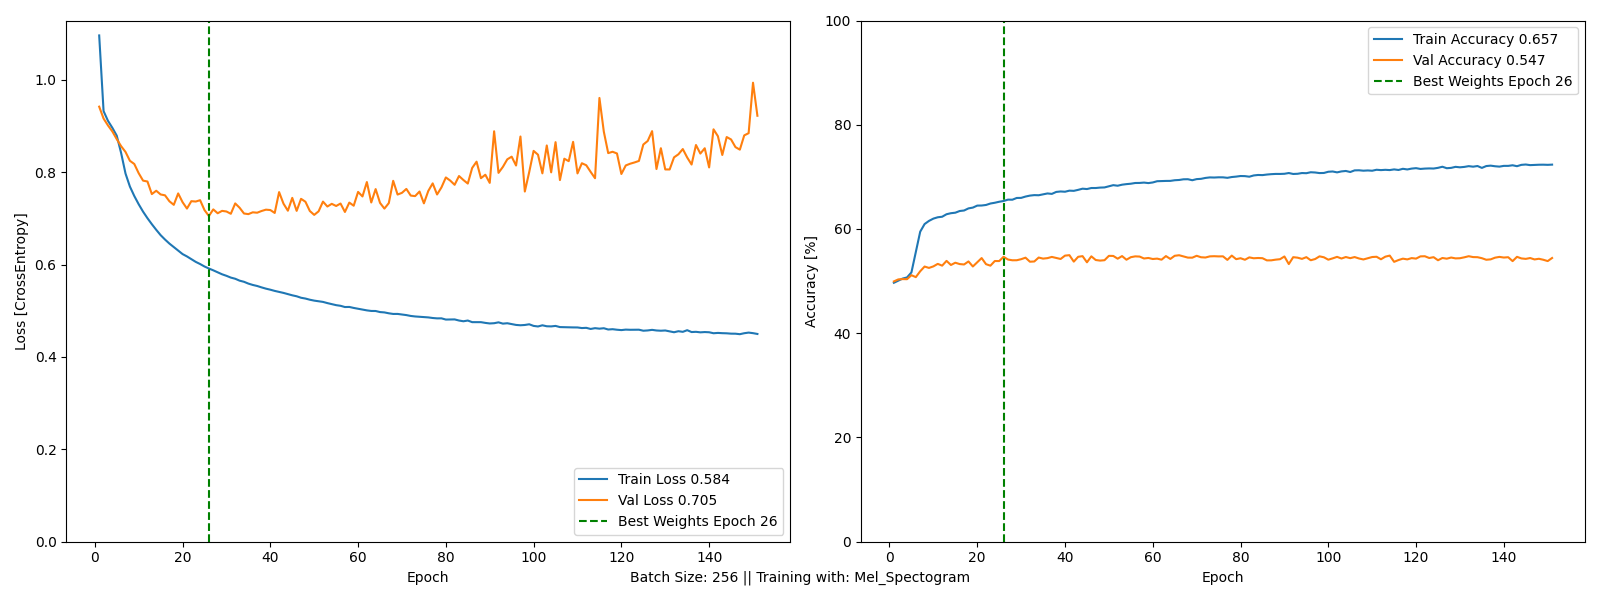 Loss [CrossEntropy]
1.0
0.8
0.6
0.4
0.2
0.0
0 20 40 60 80 100 120 140
Epoch
Train Loss 0.584
Val Loss 0.705
Best Weights Epoch 26
Accuracy [%]
100
80
60
40
20
0
0 20 40 60 80 100 120 140
Epoch
Train Accuracy 0.657
Val Accuracy 0.547
Best Weights Epoch 26
Batch Size: 256 || Training with: Mel_Spectogram